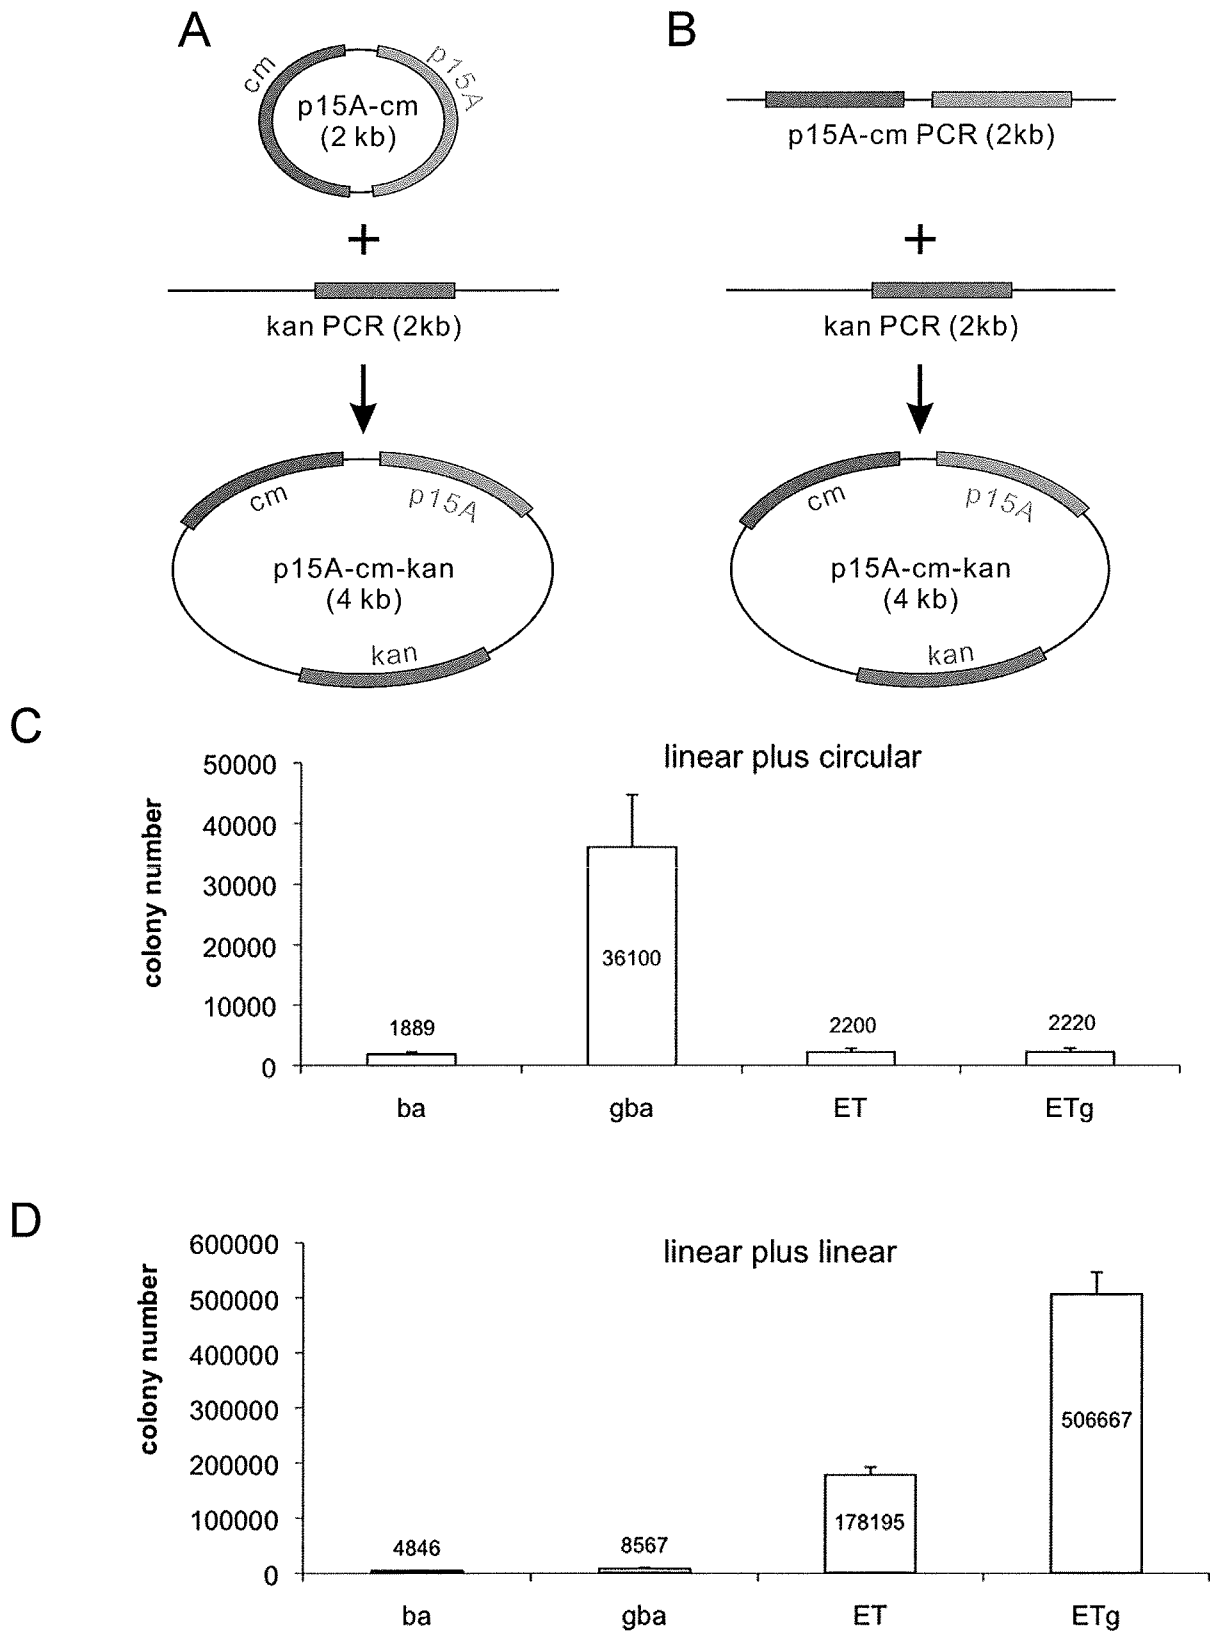 A
cm
p15A
p15A-cm
(2 kb)
+
kan PCR (2kb)
cm
p15A
p15A-cm-kan
(4 kb)
kan
B
p15A-cm PCR (2kb)
+
kan PCR (2kb)
cm
p15A
p15A-cm-kan
(4 kb)
kan
C
linear plus circular
colony number
50000
40000
30000
20000
10000
0
1889
36100
2200
2220
ba
gba
ET
ETg
D
linear plus linear
colony number
600000
500000
400000
300000
200000
100000
0
4846
8567
178195
506667
ba
gba
ET
ETg